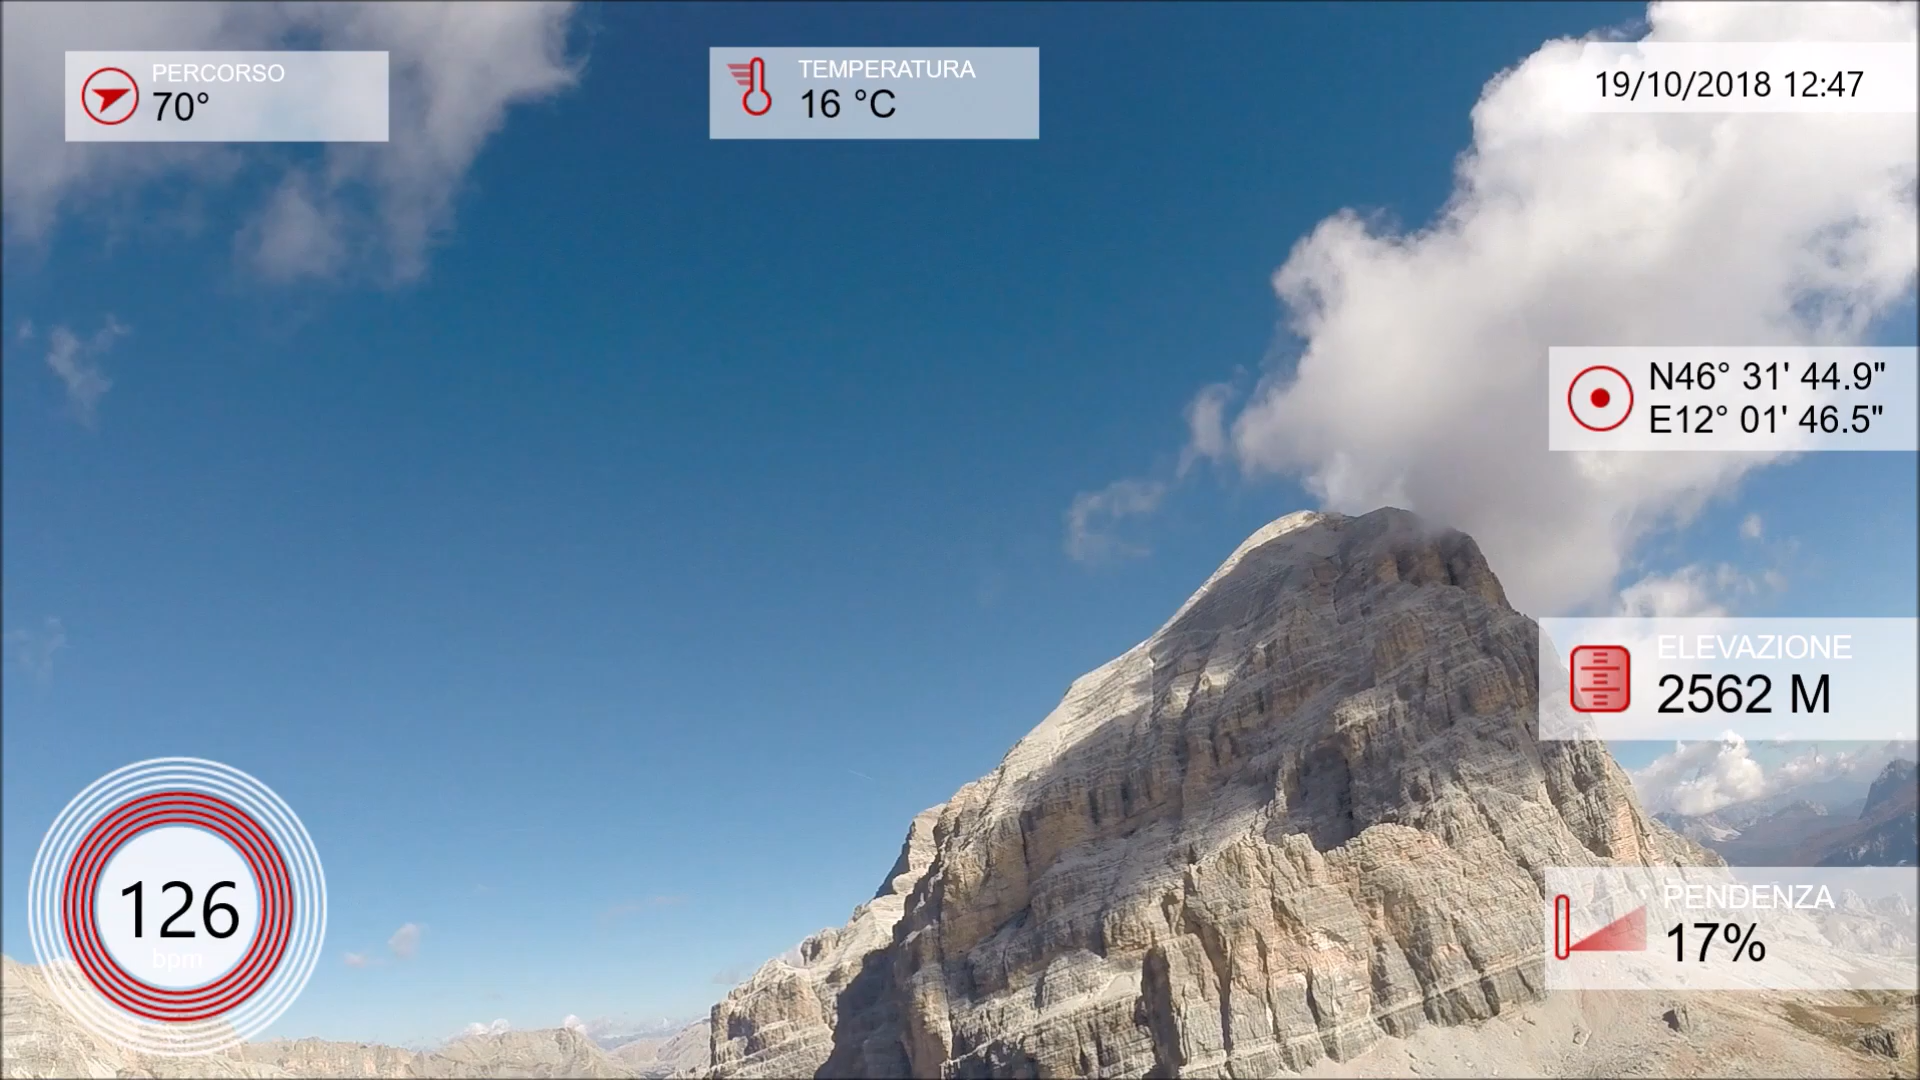 PERCORSO
70°
TEMPERATURA
16 °C
19/10/2018 12:47
N46° 31' 44.9"
E12° 01' 46.5"
ELEVAZIONE
2562 M
126
bpm
PENDENZA
17%